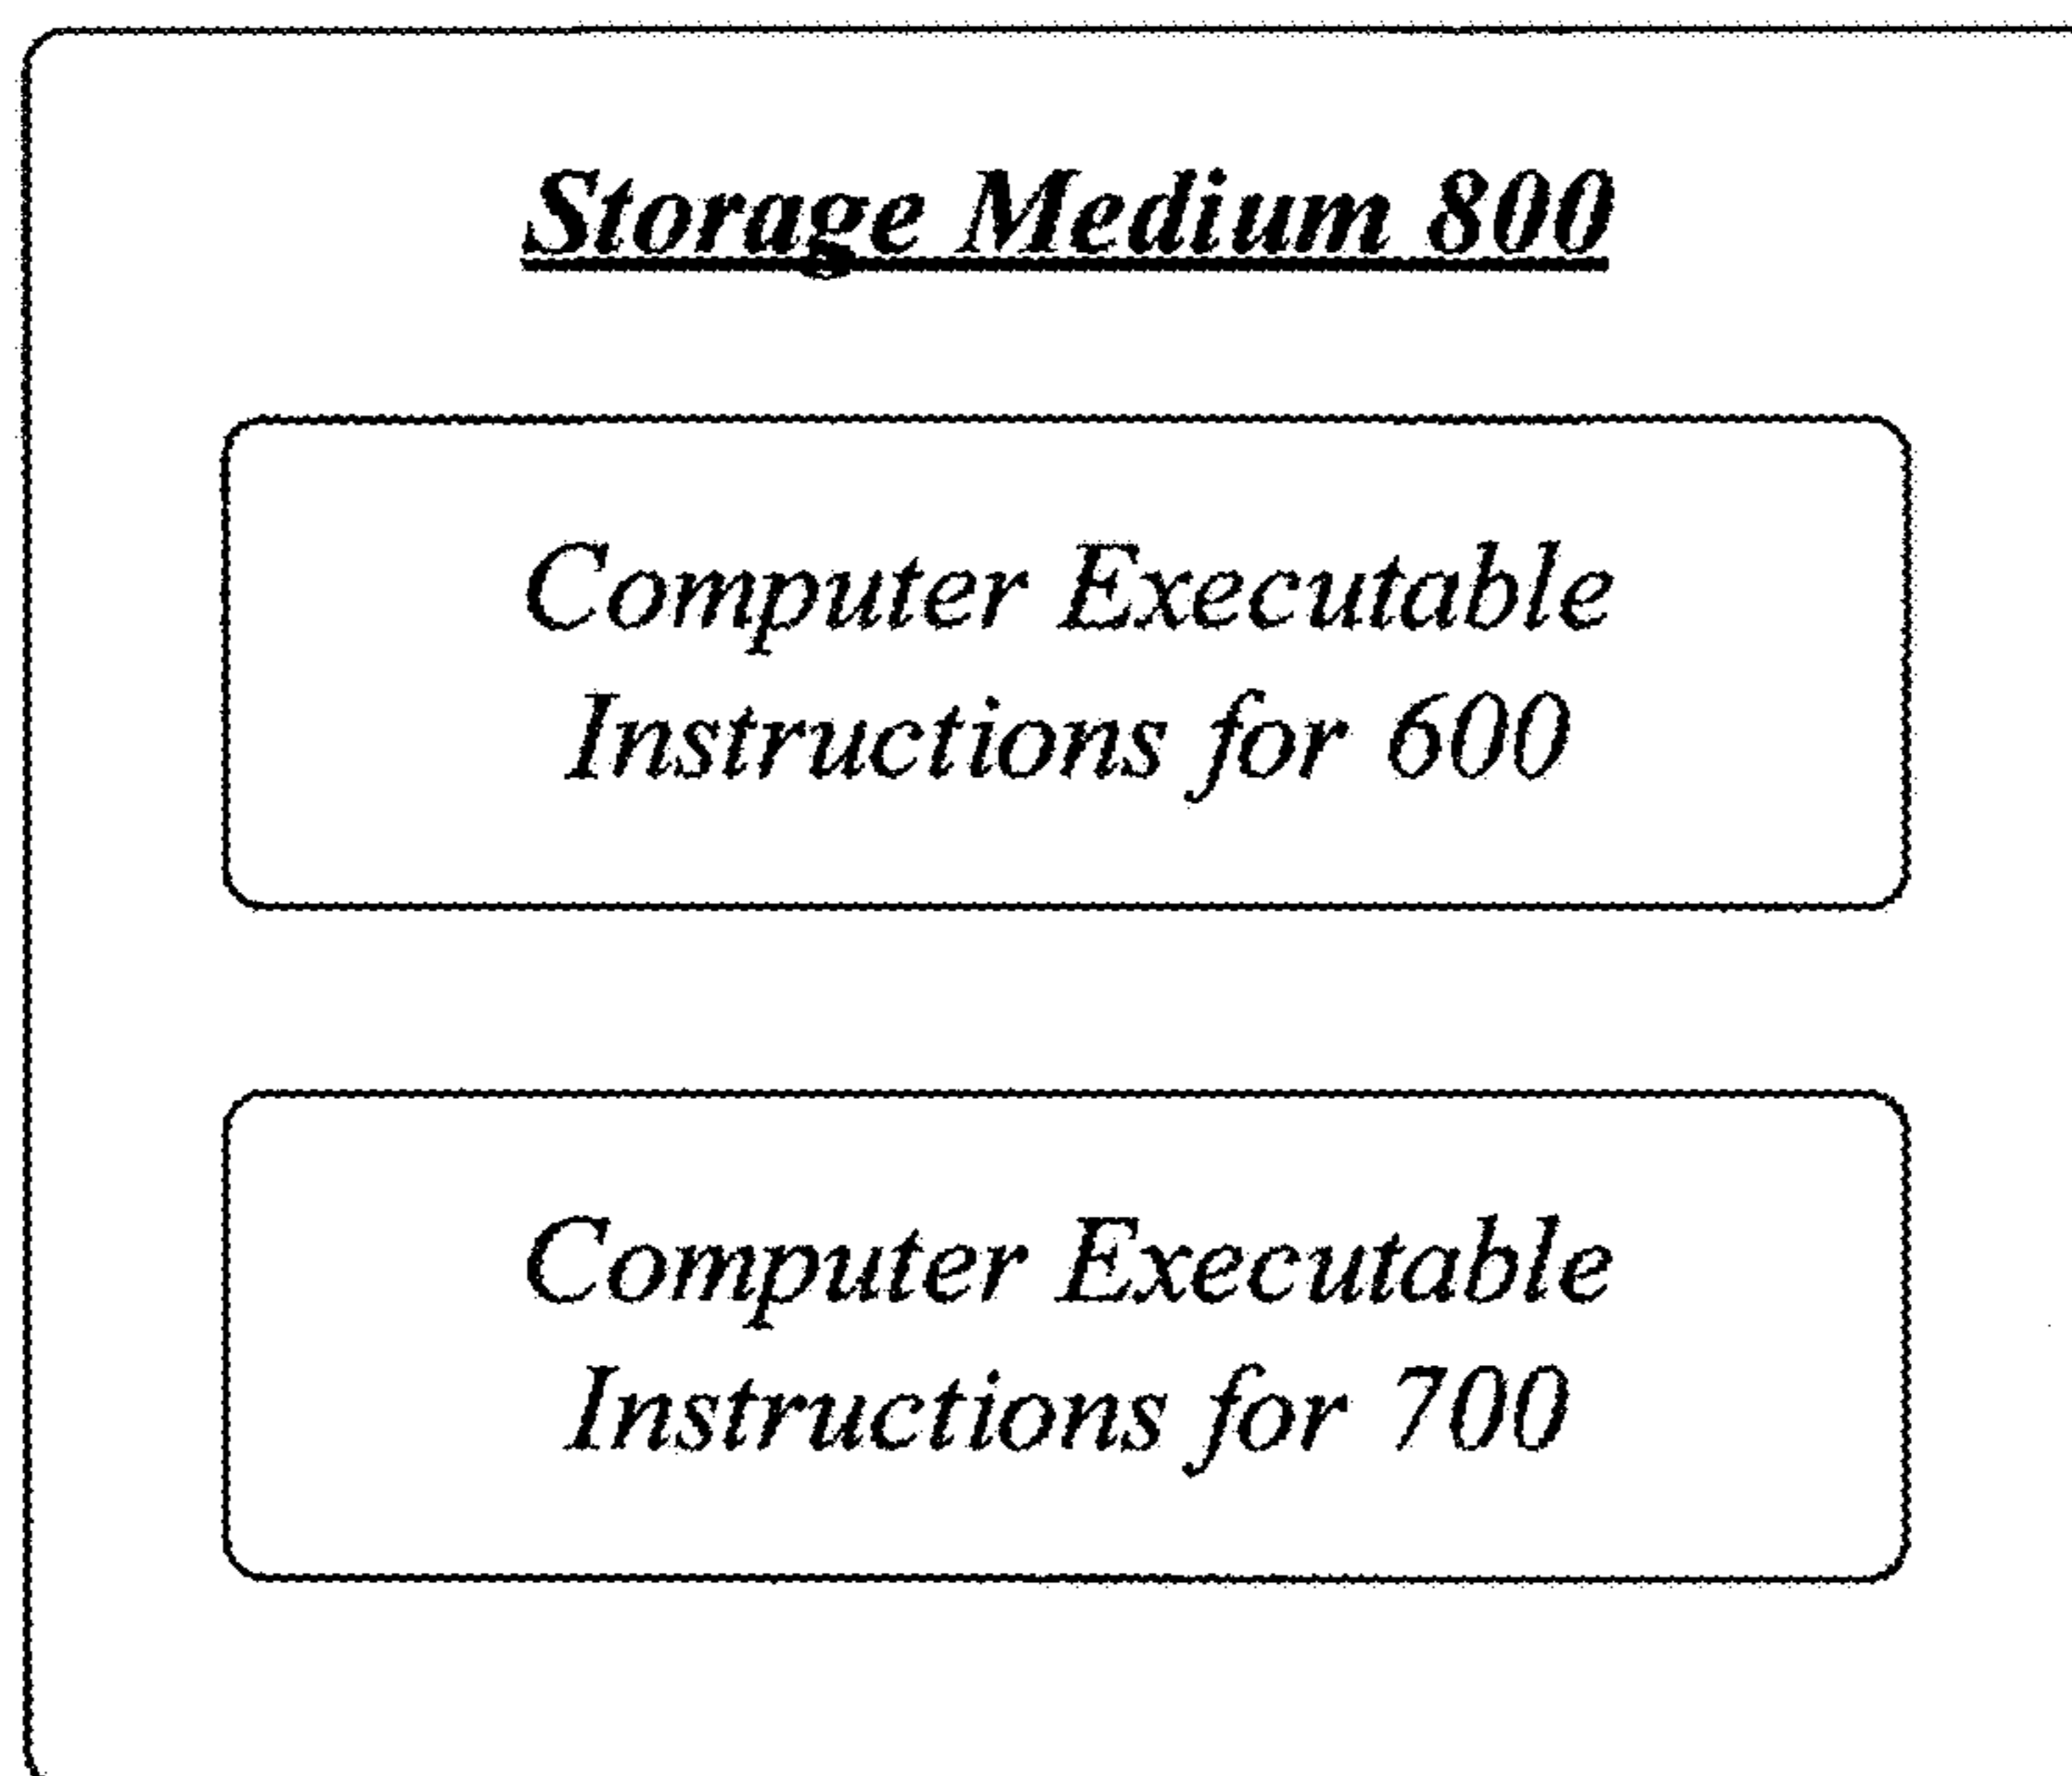 Storage Medium 800
Computer Executable
Instructions for 600
Computer Executable
Instructions for 700